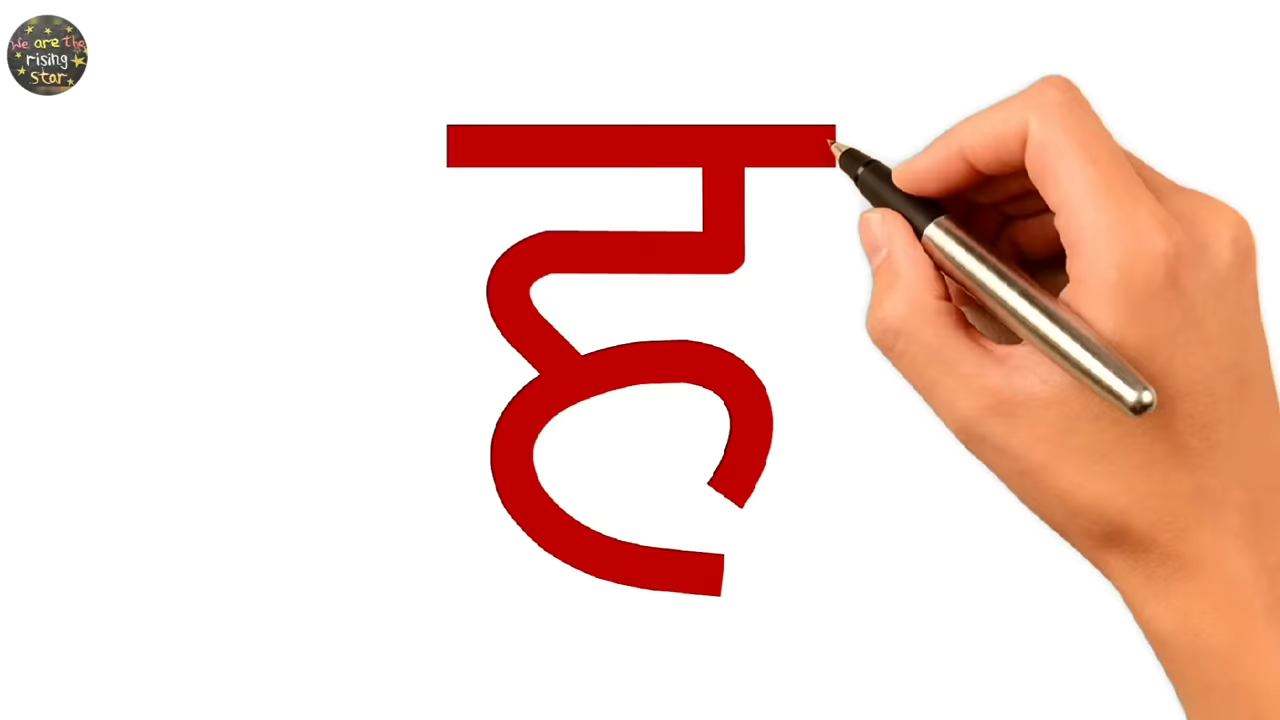 We are the
rising
star
ह